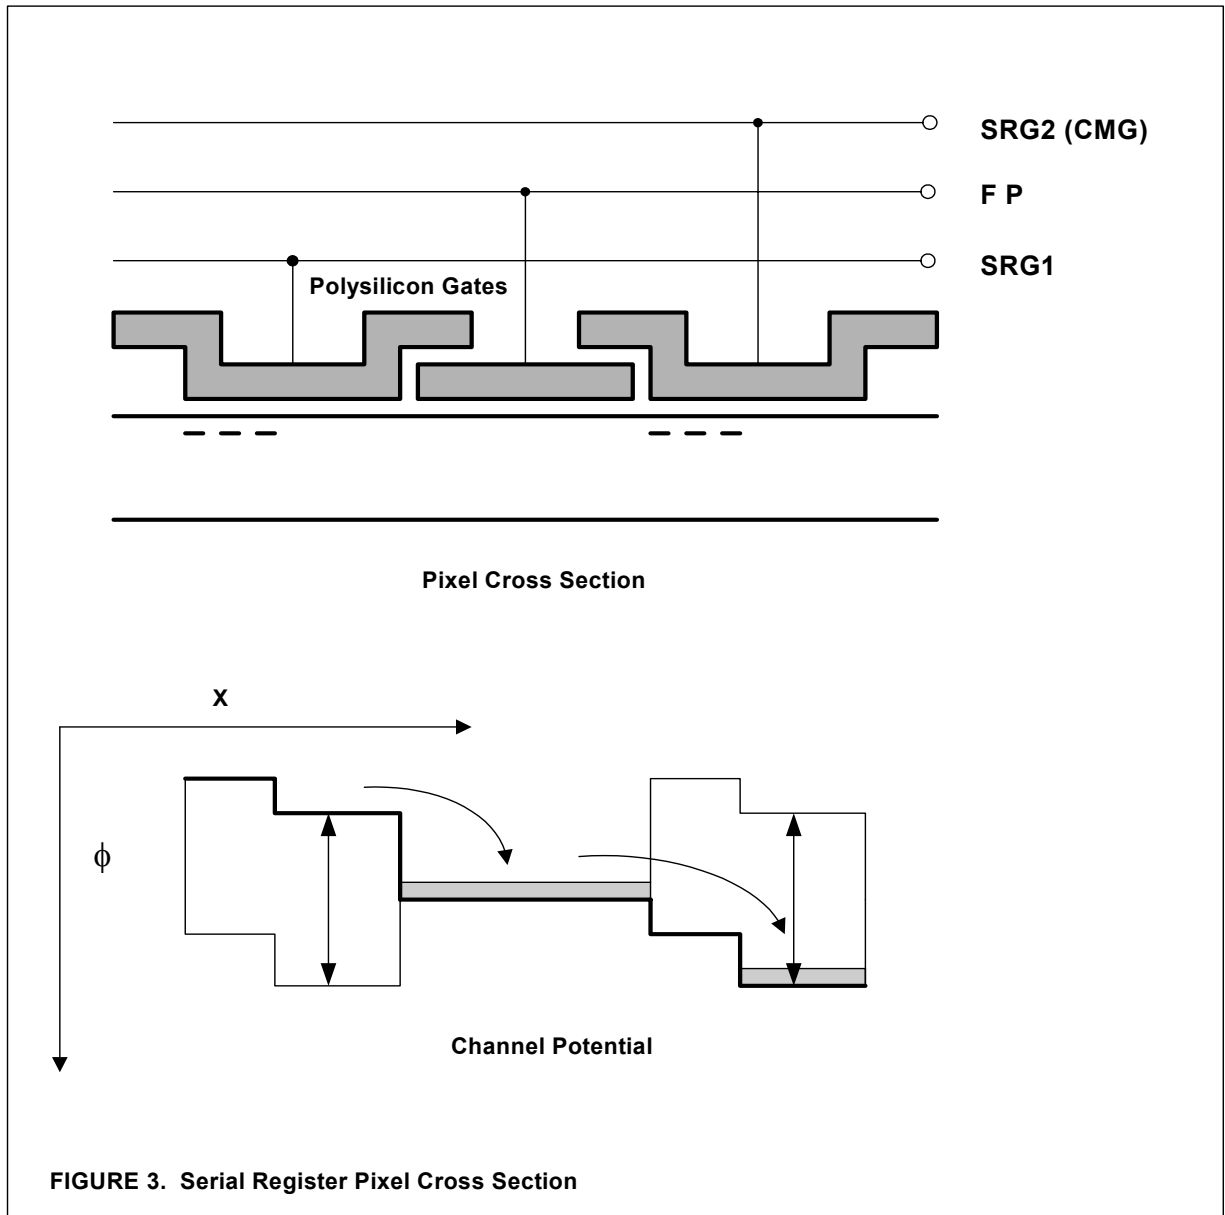 SRG2 (CMG)
F P
SRG1
Polysilicon Gates
Pixel Cross Section
X
ϕ
Channel Potential
FIGURE 3. Serial Register Pixel Cross Section